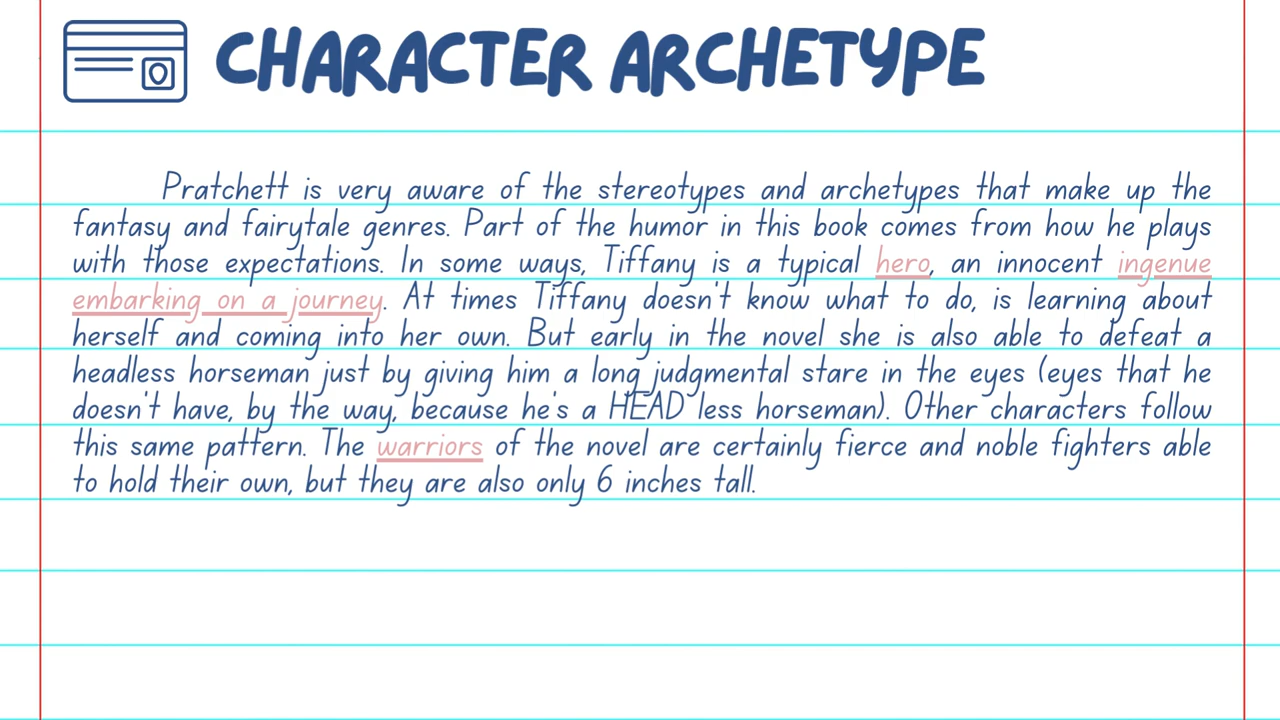 CHARACTER ARCHETYPE
Pratchett is very aware of the stereotypes and archetypes that make up the
fantasy and fairytale genres. Part of the humor in this book comes from how he plays
with those expectations. In some ways, Tiffany is a typical hero, an innocent ingenue
embarking on a journey. At times Tiffany doesn't know what to do, is learning about
herself and coming into her own. But early in the novel she is also able to defeat a
headless horseman just by giving him a long judgmental stare in the eyes (eyes that he
doesn't have, by the way, because he's a HEAD less horseman). Other characters follow
this same pattern. The warriors of the novel are certainly fierce and noble fighters able
to hold their own, but they are also only 6 inches tall.